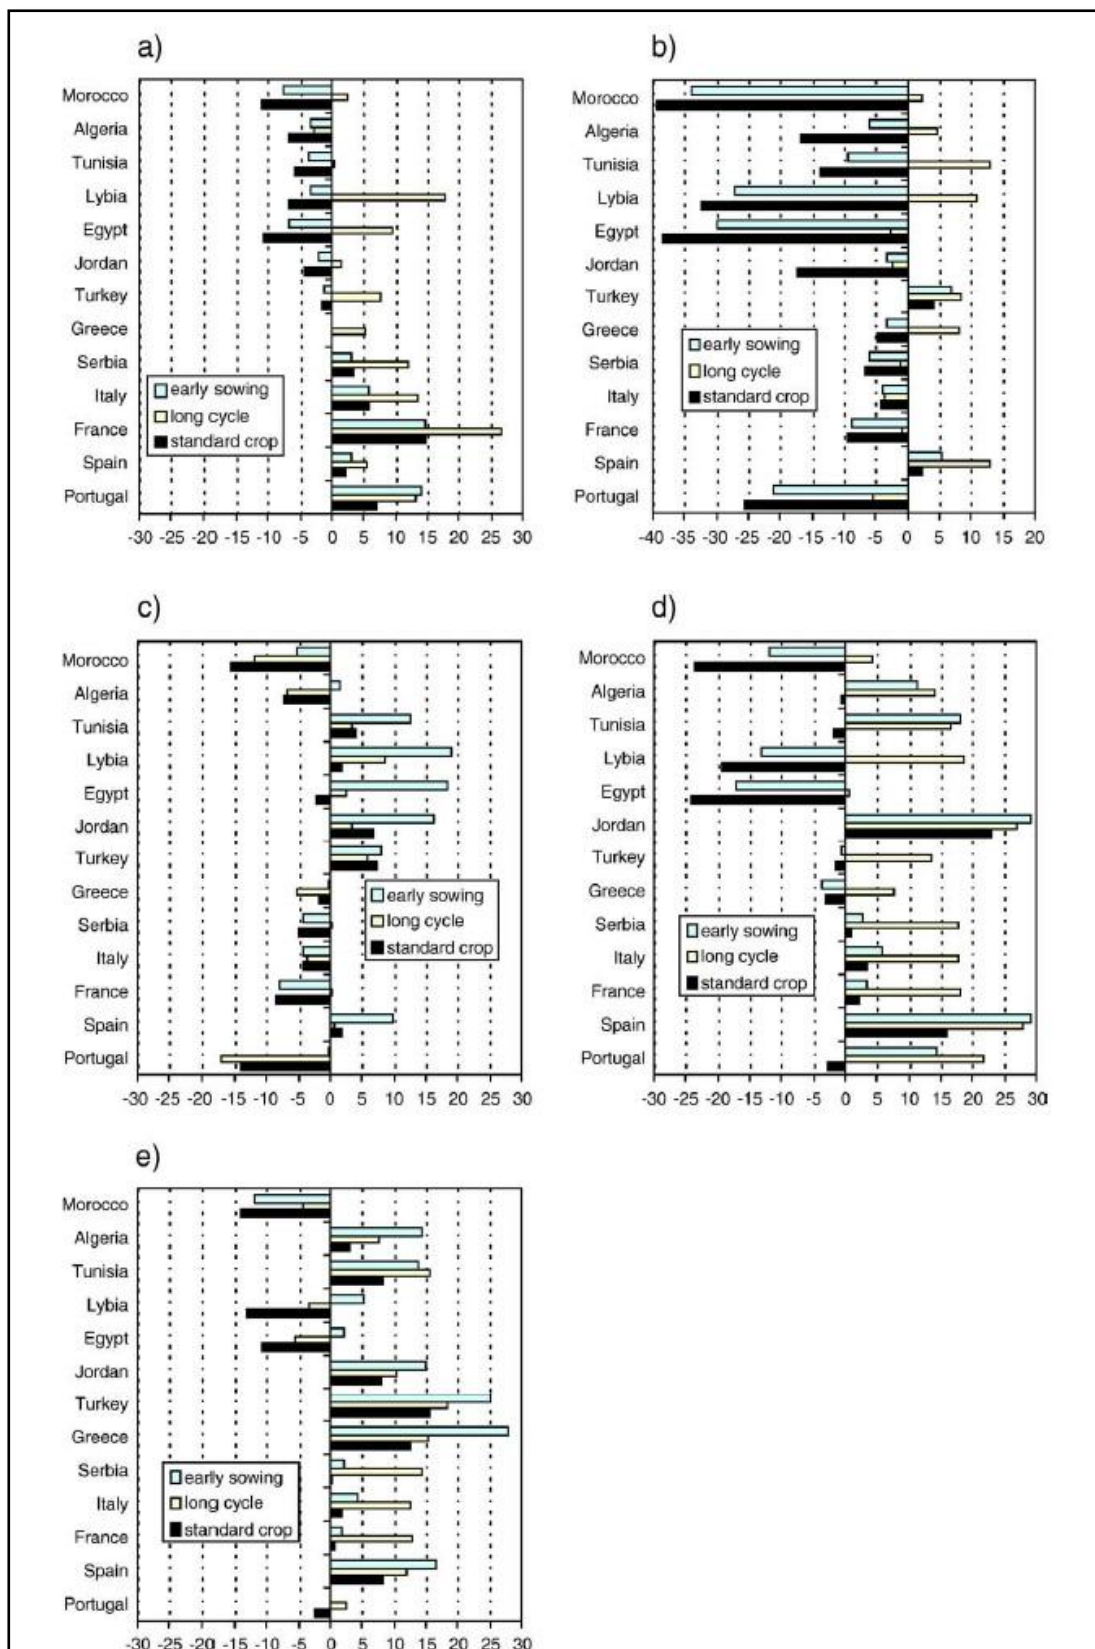 a)
Morocco
Algeria
Tunisia
Lybia
Egypt
Jordan
Turkey
Greece
Serbia
Italy
France
Spain
Portugal
early sowing
long cycle
standard crop
-30 -25 -20 -15 -10 -5 0 5 10 15 20 25 30
b)
Morocco
Algeria
Tunisia
Lybia
Egypt
Jordan
Turkey
Greece
Serbia
Italy
France
Spain
Portugal
early sowing
long cycle
standard crop
-40 -35 -30 -25 -20 -15 -10 -5 0 5 10 15 20
c)
Morocco
Algeria
Tunisia
Lybia
Egypt
Jordan
Turkey
Greece
Serbia
Italy
France
Spain
Portugal
early sowing
long cycle
standard crop
-30 -25 -20 -15 -10 -5 0 5 10 15 20 25 30
d)
Morocco
Algeria
Tunisia
Lybia
Egypt
Jordan
Turkey
Greece
Serbia
Italy
France
Spain
Portugal
early sowing
long cycle
standard crop
-30 -25 -20 -15 -10 -5 0 5 10 15 20 25 30
e)
Morocco
Algeria
Tunisia
Lybia
Egypt
Jordan
Turkey
Greece
Serbia
Italy
France
Spain
Portugal
early sowing
long cycle
standard crop
-30 -25 -20 -15 -10 -5 0 5 10 15 20 25 30